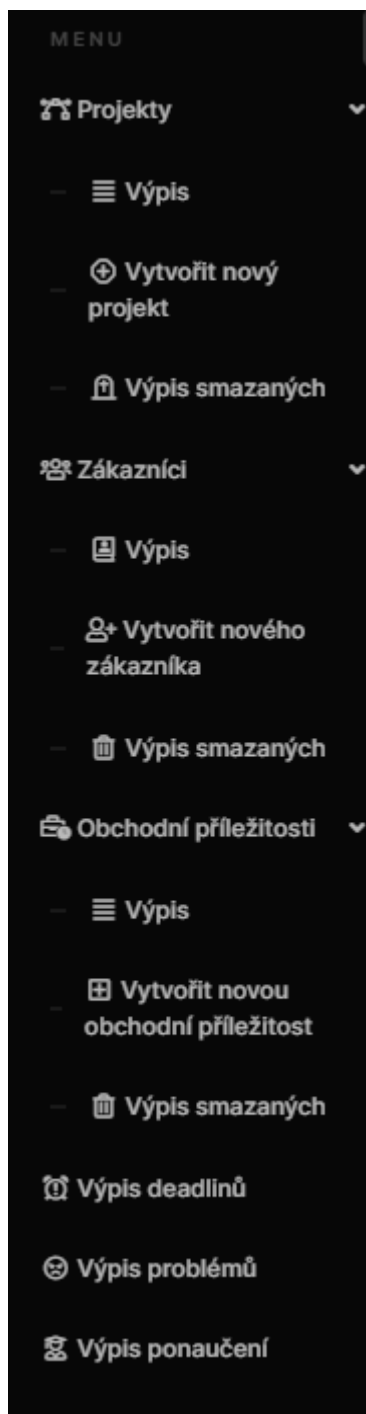 MENU
Projekty
Výpis
Vytvořit nový
projekt
Výpis smazaných
Zákazníci
Výpis
Vytvořit nového
zákazníka
Výpis smazaných
Obchodní příležitosti
Výpis
Vytvořit novou
obchodní příležitost
Výpis smazaných
Výpis deadlinů
Výpis problémů
Výpis ponaučení